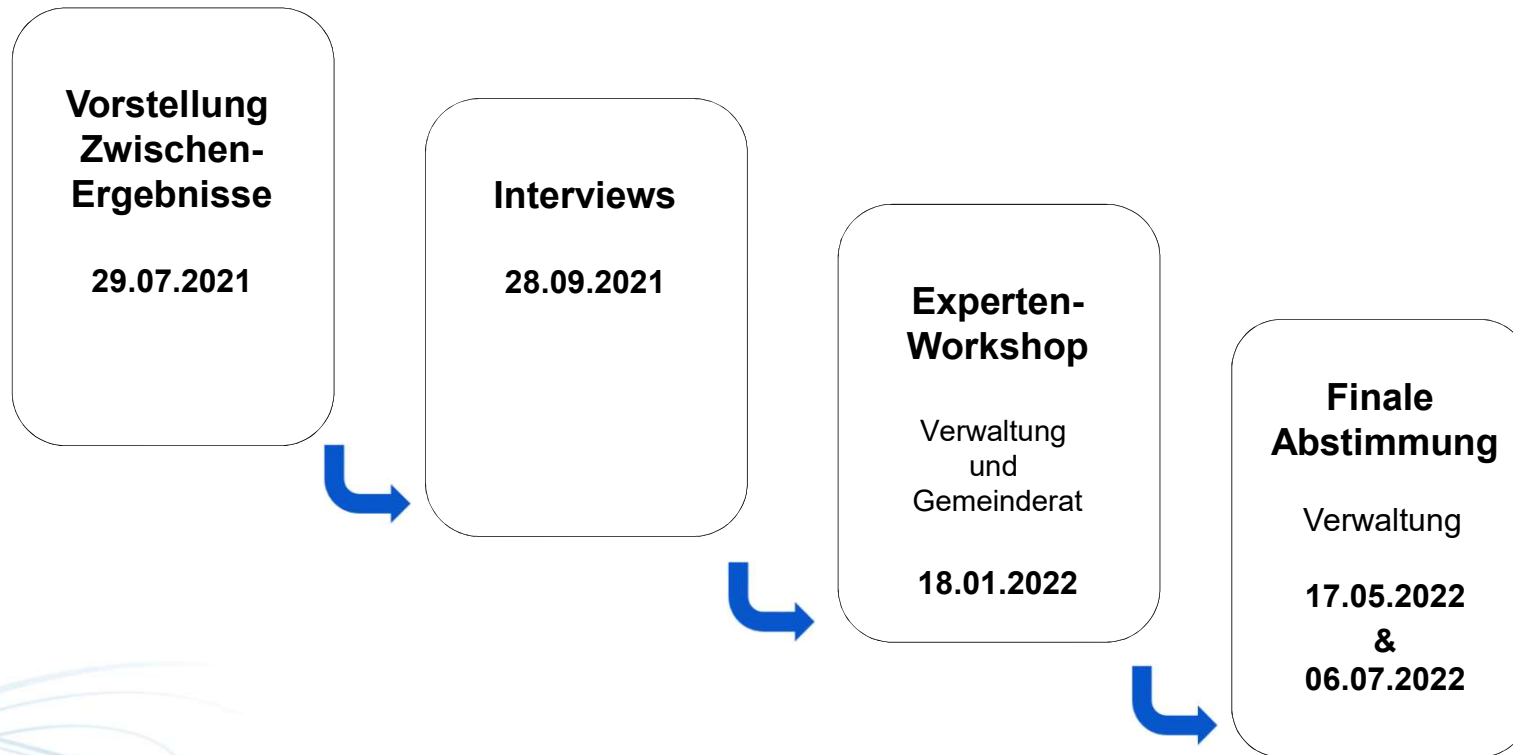 Vorstellung
Zwischen-
Ergebnisse
29.07.2021
Interviews
28.09.2021
Experten-
Workshop
Verwaltung
und
Gemeinderat
18.01.2022
Finale
Abstimmung
Verwaltung
17.05.2022
&
06.07.2022